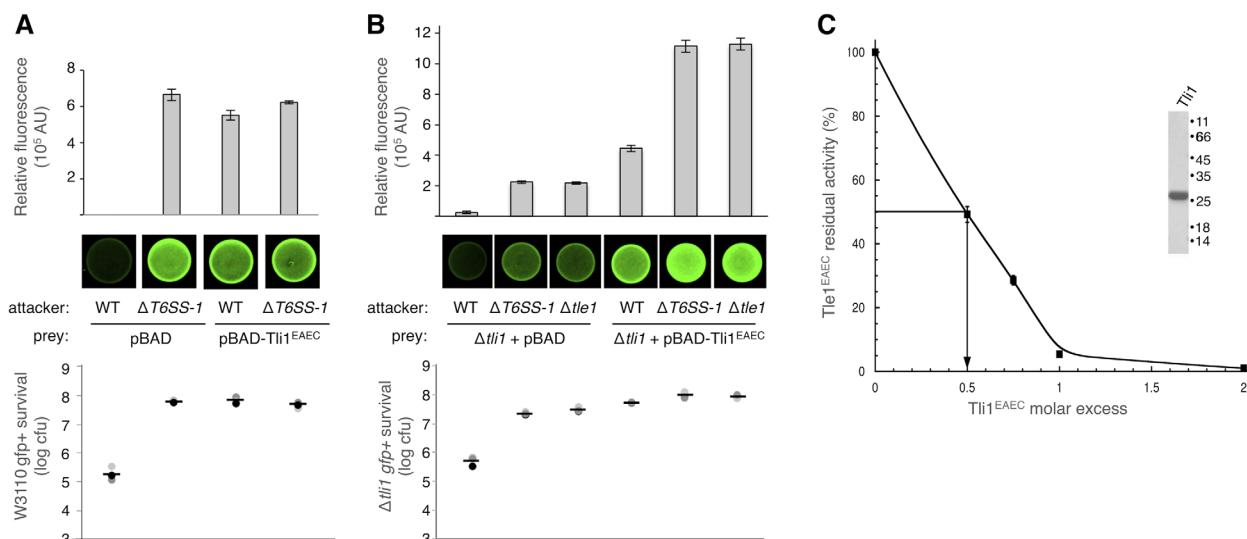 A
Relative fluorescence
(10⁵ AU)
8
6
4
2
attacker:
WT
ΔT6SS-1
WT
ΔT6SS-1
prey:
pBAD
pBAD-Tli1ᴱᴬᴱᶜ
W3110 gfp+ survival
(log cfu)
9
8
7
6
5
4
3
B
Relative fluorescence
(10⁵ AU)
12
10
8
6
4
2
attacker:
WT
ΔT6SS-1
Δtle1
WT
ΔT6SS-1
Δtle1
prey:
Δtli1 + pBAD
Δtli1 + pBAD-Tli1ᴱᴬᴱᶜ
Δtli1 gfp+ survival
(log cfu)
9
8
7
6
5
4
3
C
Tle1ᴱᴬᴱᶜ residual activity (%)
100
80
60
40
20
0
0
0.5
1
1.5
2
Tli1ᴱᴬᴱᶜ molar excess
Tli1
•11
•66
•45
•35
•25
•18
•14